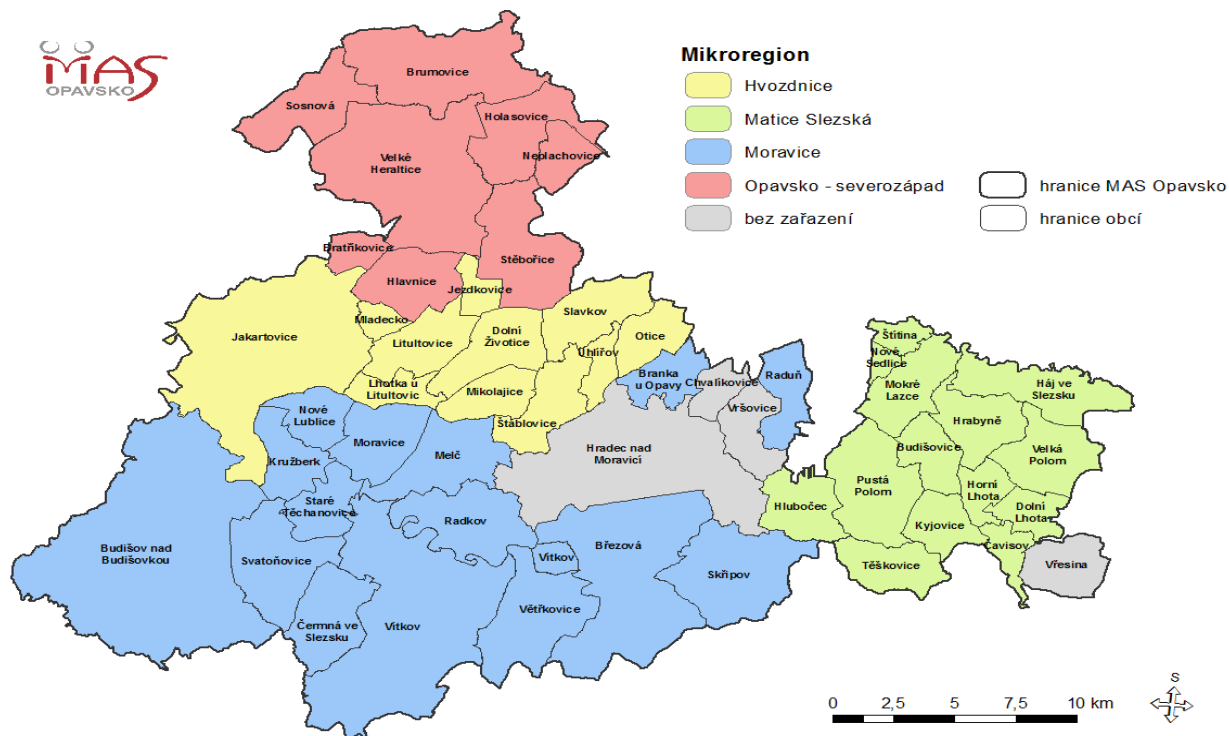 MAS
OPAVSKO
Mikroregion
Hvozdnice
Matice Slezská
Moravice
Opavsko - severozápad
bez zařazení
hranice MAS Opavsko
hranice obcí
Brumovice
Sosnová
Holasovice
Velké
Heraltice
Neplachovice
Bratříkovice
Stěbořice
Hlavnice
Jezdkovice
Jakartovice
Mladecko
Litultovice
Dolní
Životice
Slavkov
Otice
Uhlířov
Lhotka u
Litultovic
Mikolajice
Štáblovice
Branka
u Opavy
Chvalíkovice
Raduň
Vršovice
Hradec nad
Moravicí
Nové
Lublice
Moravice
Melč
Kružberk
Staré
Těchanovice
Radkov
Budišov nad
Budišovkou
Svatoňovice
Čermná ve
Slezsku
Vítkov
Vítkov
Březová
Větřkovice
Skřipov
Štítina
Nové
Sedlice
Mokré
Lazce
Háj ve
Slezsku
Hrabyně
Budišovice
Velká
Polom
Pustá
Polom
Horní
Lhota
Dolní
Lhota
Hlubočec
Kyjovice
Čavisov
Těškovice
Vřesina
0 2,5 5 7,5 10 km
S